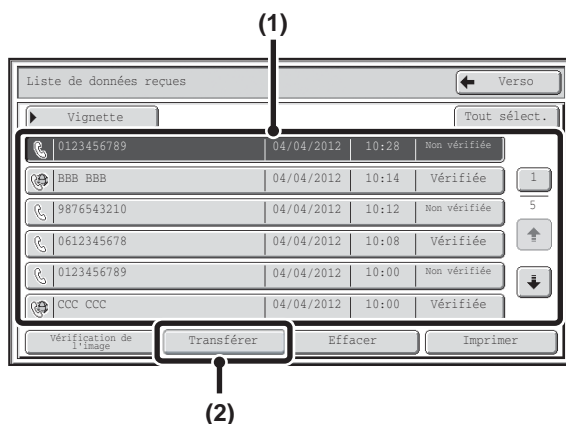 (1)
Liste de données reçues
Verso
Vignette
Tout sélect.
0123456789 04/04/2012 10:28 Non vérifiée
BBB BBB 04/04/2012 10:14 Vérifiée
1
9876543210 04/04/2012 10:12 Non vérifiée
5
0612345678 04/04/2012 10:08 Vérifiée
0123456789 04/04/2012 10:00 Non vérifiée
CCC CCC 04/04/2012 10:00 Vérifiée
Vérification de
l'image
Transférer
Effacer
Imprimer
(2)